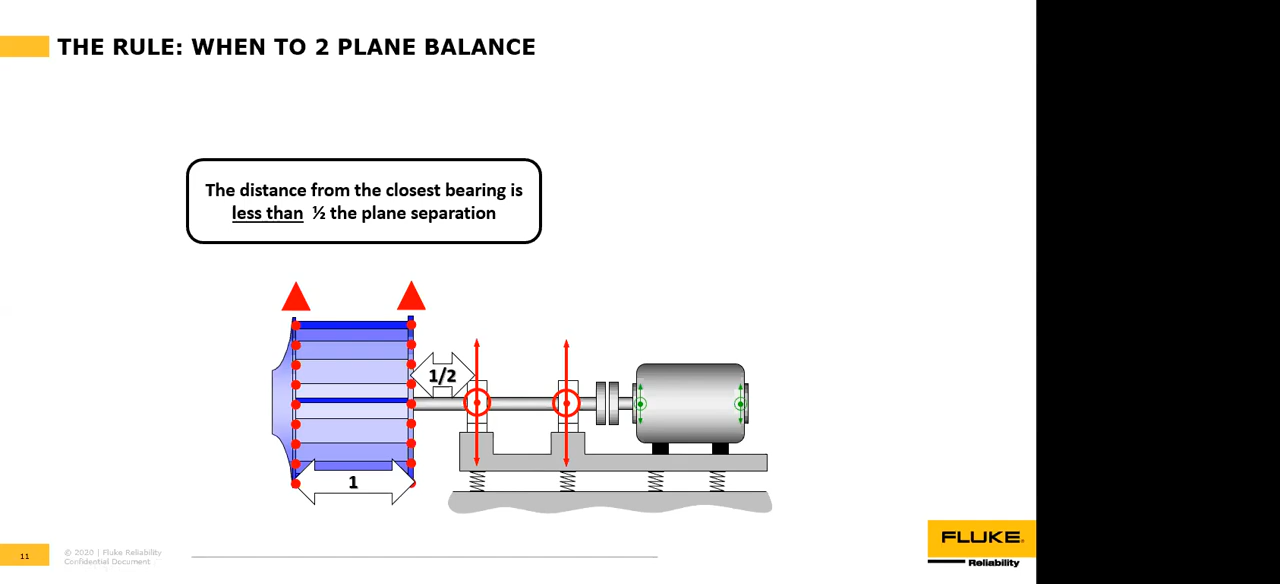 THE RULE: WHEN TO 2 PLANE BALANCE
The distance from the closest bearing is
less than ½ the plane separation
1/2
1
11
© 2020 | Fluke Reliability
Confidential Document
FLUKE®
Reliability